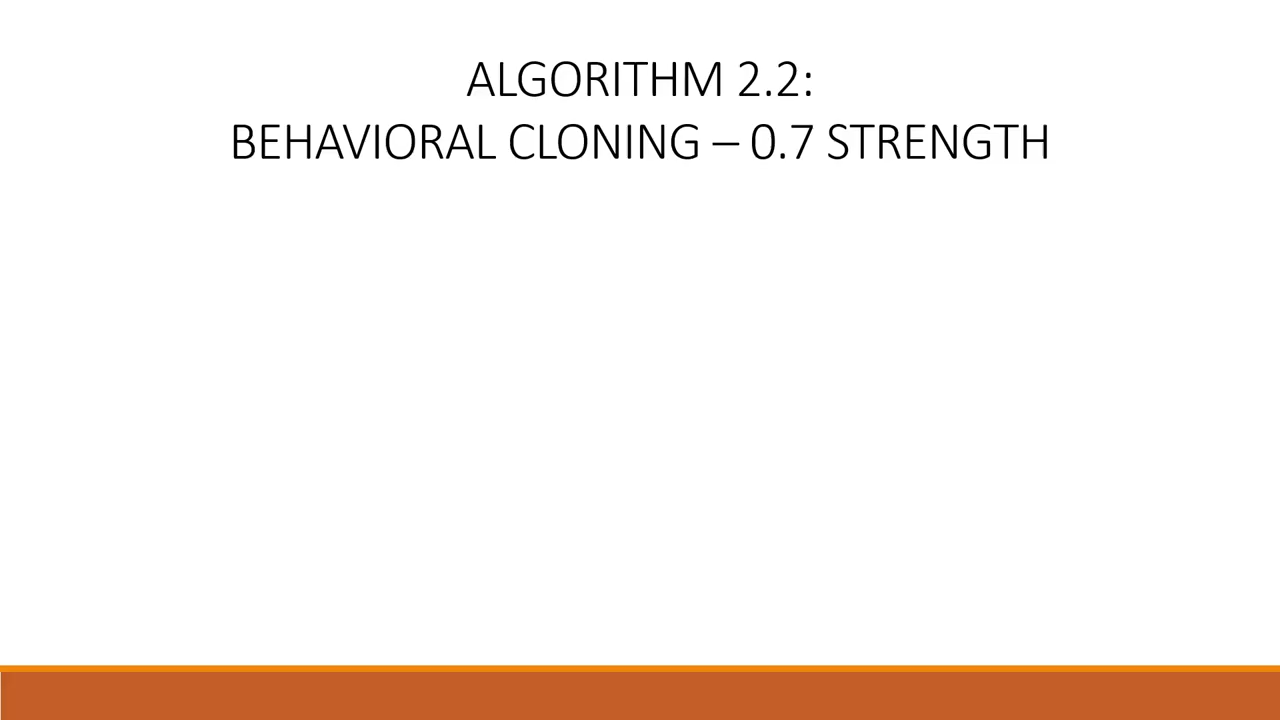 ALGORITHM 2.2:
BEHAVIORAL CLONING – 0.7 STRENGTH